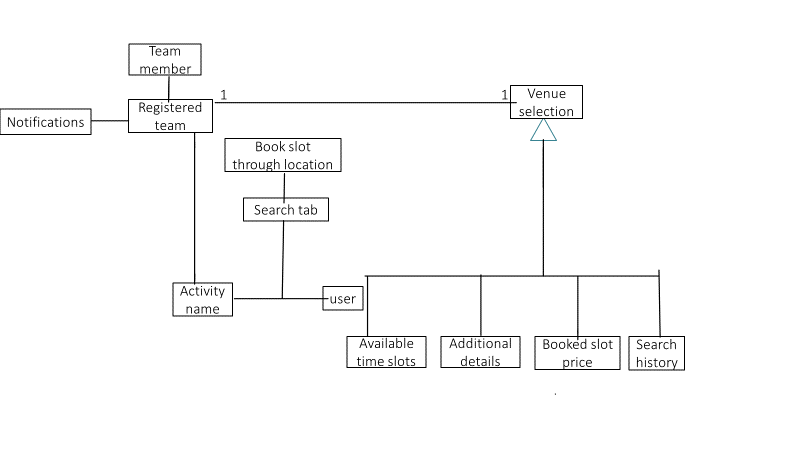 Team
member
1
1
Venue
selection
Registered
team
Notifications
Book slot
through location
Search tab
Activity
name
user
Available
time slots
Additional
details
Booked slot
price
Search
history